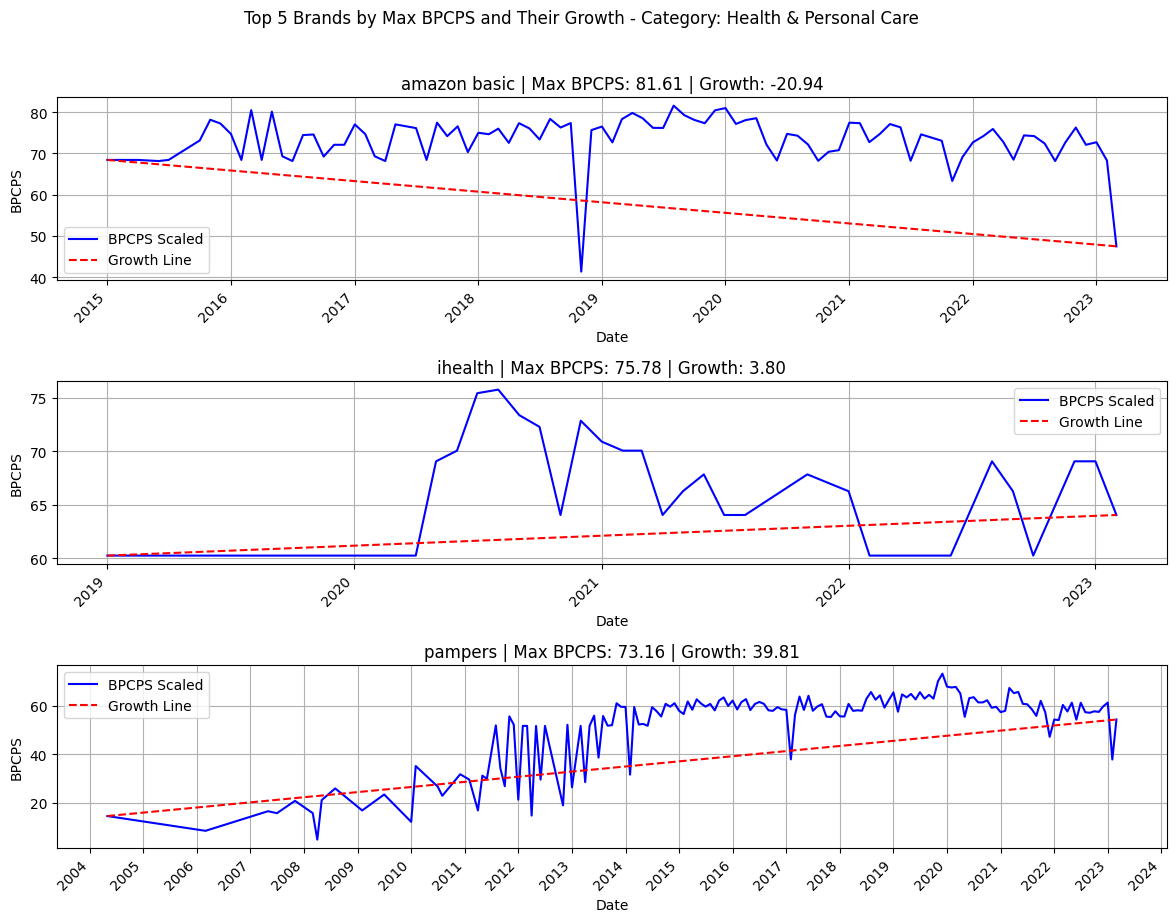 Top 5 Brands by Max BPCPS and Their Growth - Category: Health & Personal Care
amazon basic | Max BPCPS: 81.61 | Growth: -20.94
80
70
60
50
40
BPCPS
BPCPS Scaled
Growth Line
2015
2016
2017
2018
2019
2020
2021
2022
2023
Date
ihealth | Max BPCPS: 75.78 | Growth: 3.80
75
70
65
60
BPCPS
BPCPS Scaled
Growth Line
2019
2020
2021
2022
2023
Date
pampers | Max BPCPS: 73.16 | Growth: 39.81
60
40
20
BPCPS
BPCPS Scaled
Growth Line
2004
2005
2006
2007
2008
2009
2010
2011
2012
2013
2014
2015
2016
2017
2018
2019
2020
2021
2022
2023
2024
Date